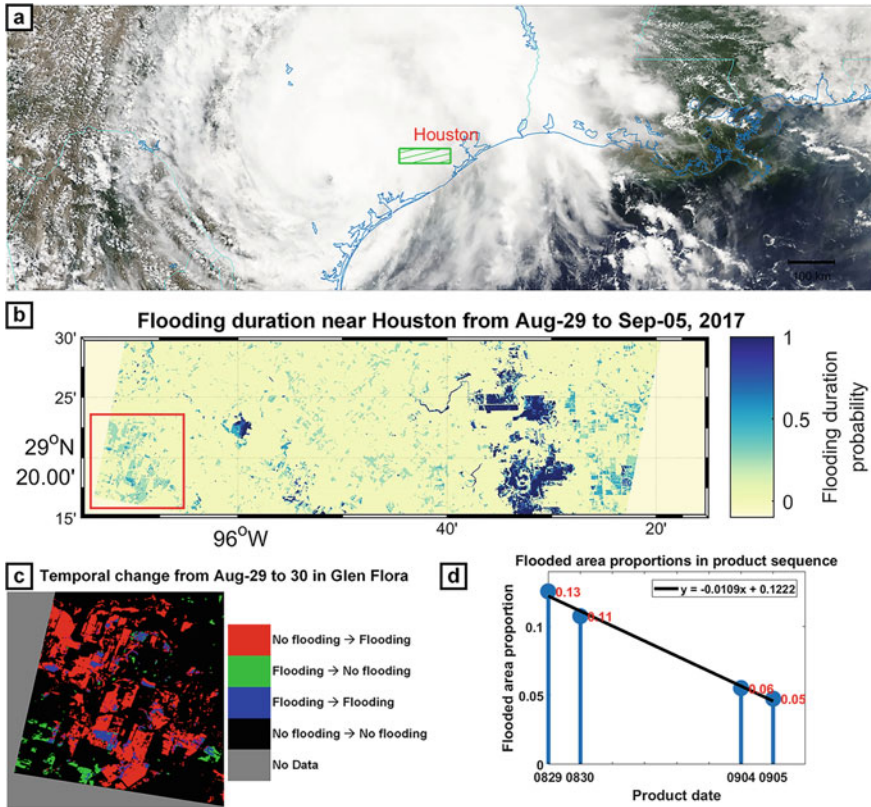 a
Houston
100 km
b
Flooding duration near Houston from Aug-29 to Sep-05, 2017
30'
25'
29°N
20.00'
15'
96°W
40'
20'
1
0.5
0
Flooding duration
probability
c
Temporal change from Aug-29 to 30 in Glen Flora
No flooding → Flooding
Flooding → No flooding
Flooding → Flooding
No flooding → No flooding
No Data
d
Flooded area proportions in product sequence
y = -0.0109x + 0.1222
0.13
0.11
0.06
0.05
0.1
0.05
0
Flooded area proportion
0829 0830 0904 0905
Product date